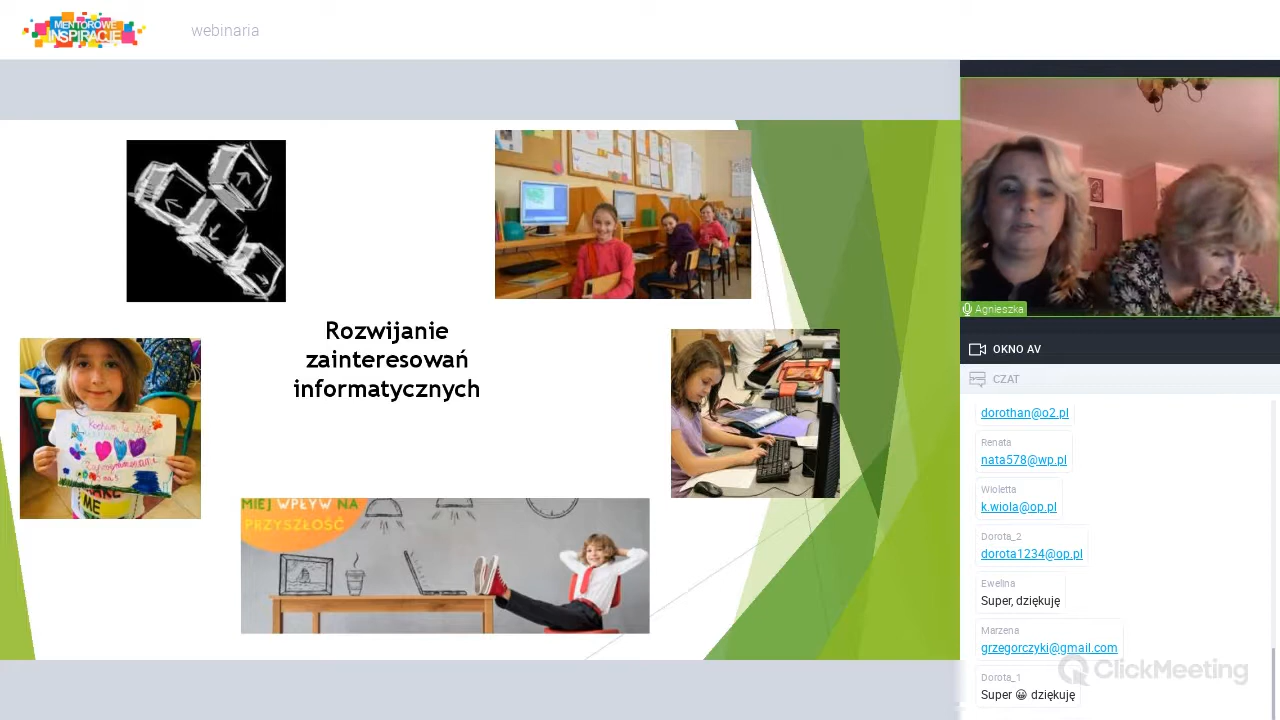 MENTOROWE
INSPIRACJE
webinaria
Rozwijanie
zainteresowań
informatycznych
MIEJ WPŁYW NA
PRZYSZŁOŚĆ
Agnieszka
OKNO AV
CZAT
dorothan@o2.pl
Renata
nata578@wp.pl
Wioletta
k.wiola@op.pl
Dorota_2
dorota1234@op.pl
Ewelina
Super, dziękuję
Marzena
grzegorczyki@gmail.com
ClickMeeting
Dorota_1
Super 😀 dziękuję